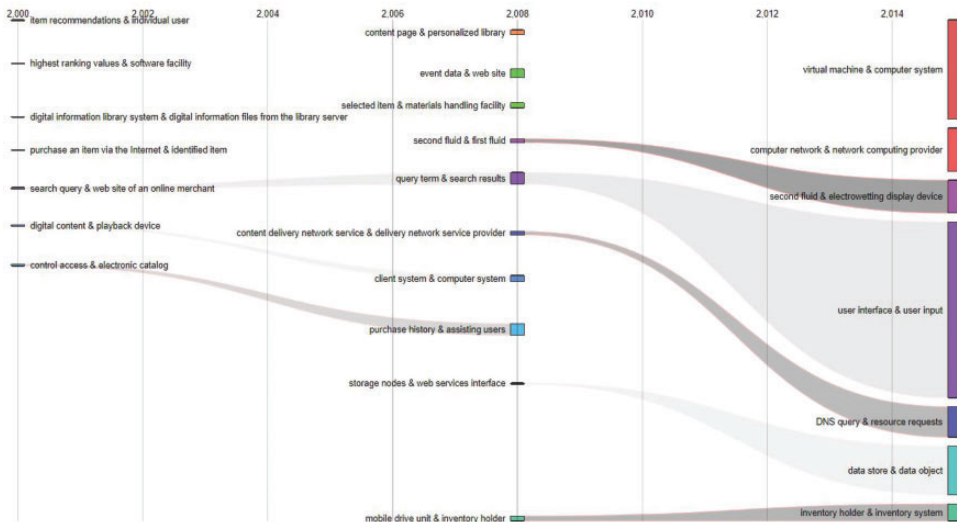 2,000 2,002 2,004 2,006 2,008 2,010 2,012 2,014
item recommendations & individual user
highest ranking values & software facility
digital information library system & digital information files from the library server
purchase an item via the Internet & identified item
search query & web site of an online merchant
digital content & playback device
control access & electronic catalog
content page & personalized library
event data & web site
selected item & materials handling facility
second fluid & first fluid
query term & search results
content delivery network service & delivery network service provider
client system & computer system
purchase history & assisting users
storage nodes & web services interface
mobile drive unit & inventory holder
virtual machine & computer system
computer network & network computing provider
second fluid & electrowetting display device
user interface & user input
DNS query & resource requests
data store & data object
inventory holder & inventory system